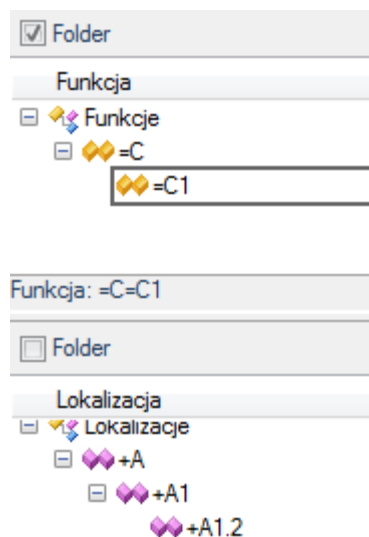 Folder
Funkcja
Funkcje
=C
=C1
Funkcja: =C=C1
Folder
Lokalizacja
Lokalizacje
+A
+A1
+A1.2